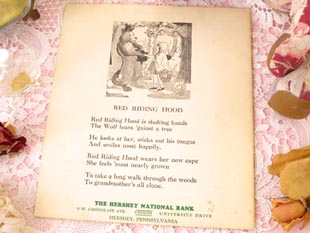 RED RIDING HOOD
Red Riding Hood is shaking hands
The Wolf leans 'gainst a tree
He looks at her, sticks out his tongue
And smiles most happily.
Red Riding Hood wears her new cape
She feels 'most nearly grown
To take a long walk through the woods
To grandmother's all alone.
THE HERSHEY NATIONAL BANK
CHOCOLATE AVE. UNIVERSITY DRIVE
HERSHEY, PENNSYLVANIA